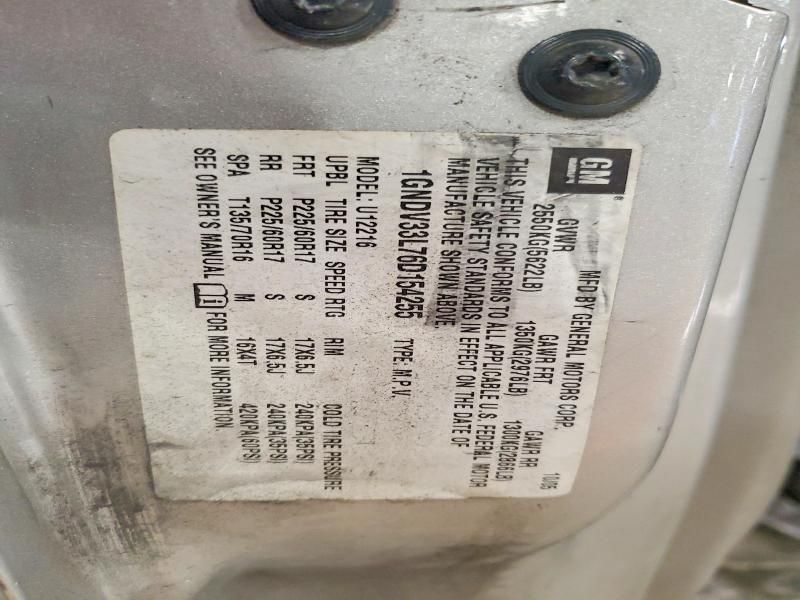 GM
MFD BY GENERAL MOTORS CORP. 10/05
GVWR GAWR FRT GAWR RR
2550KG(5622LB) 1350KG(2976LB) 1300KG(2866LB)
THIS VEHICLE CONFORMS TO ALL APPLICABLE U.S. FEDERAL MOTOR
VEHICLE SAFETY STANDARDS IN EFFECT ON THE DATE OF
MANUFACTURE SHOWN ABOVE.
1GNDV33L76D154255 TYPE: M.P.V.
MODEL: U12216
UPBL TIRE SIZE SPEED RTG RIM COLD TIRE PRESSURE
FRT P225/60R17 S 17X6.5J 240KPA(35PSI)
RR P225/60R17 S 17X6.5J 240KPA(35PSI)
SPA T135/70R16 M 16X4T 420KPA(60PSI)
SEE OWNER'S MANUAL FOR MORE INFORMATION